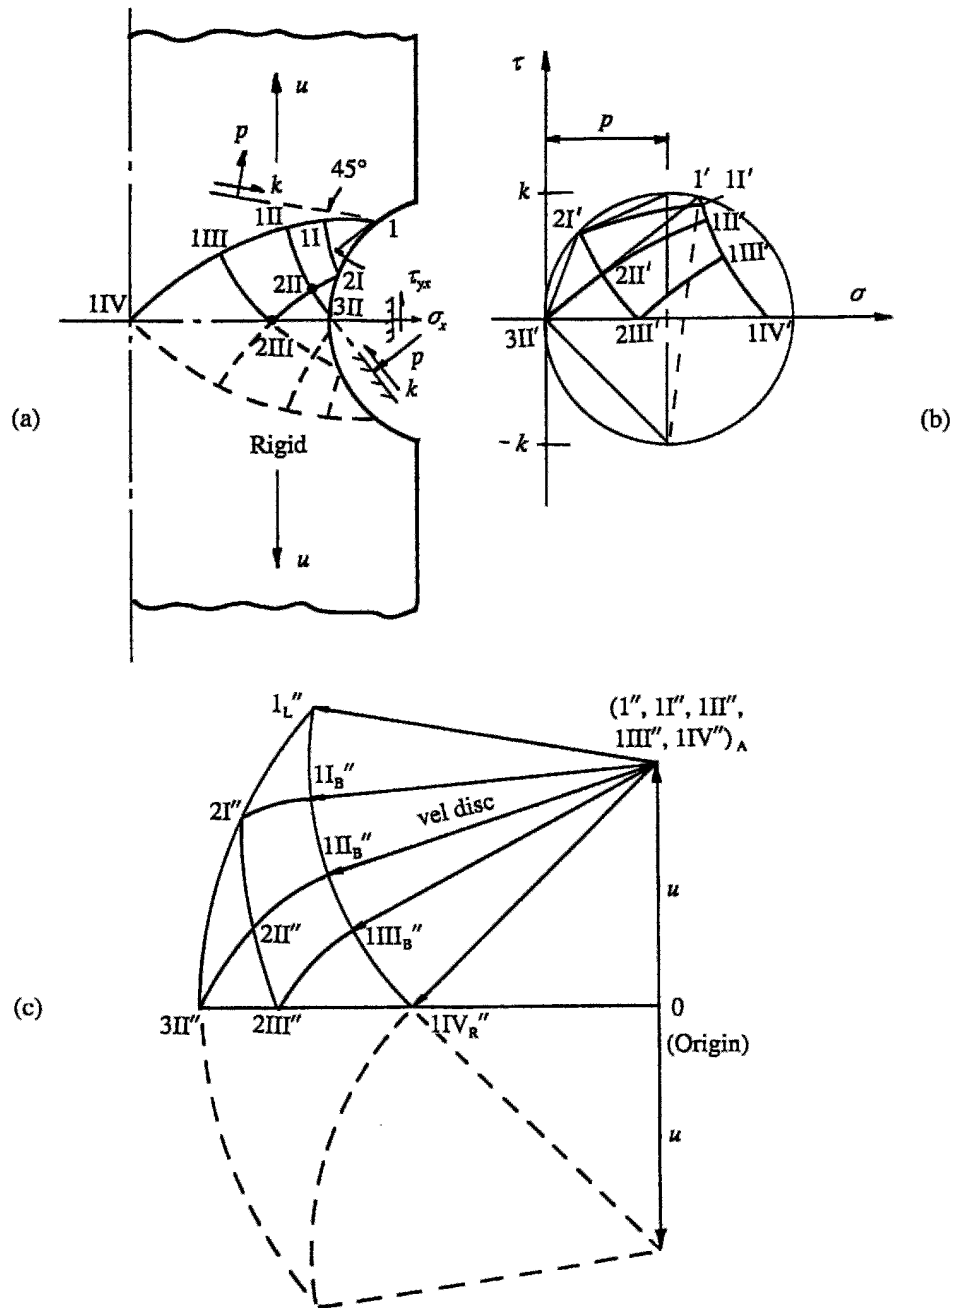 u
p
45°
k
1II
1I
1
1III
2II
2I
1IV
3II
τyx
σx
2III
p
k
(a)
Rigid
u
τ
p
k
1′
1I′
2I′
1II′
2II′
1III′
σ
3II′
2III′
1IV′
-k
(b)
1L″
(1″, 1I″, 1II″,
1III″, 1IV″)A
1IB″
2I″
vel disc
1IIB″
u
2II″
1IIIB″
(c)
3II″
2III″
1IVR″
0
(Origin)
u